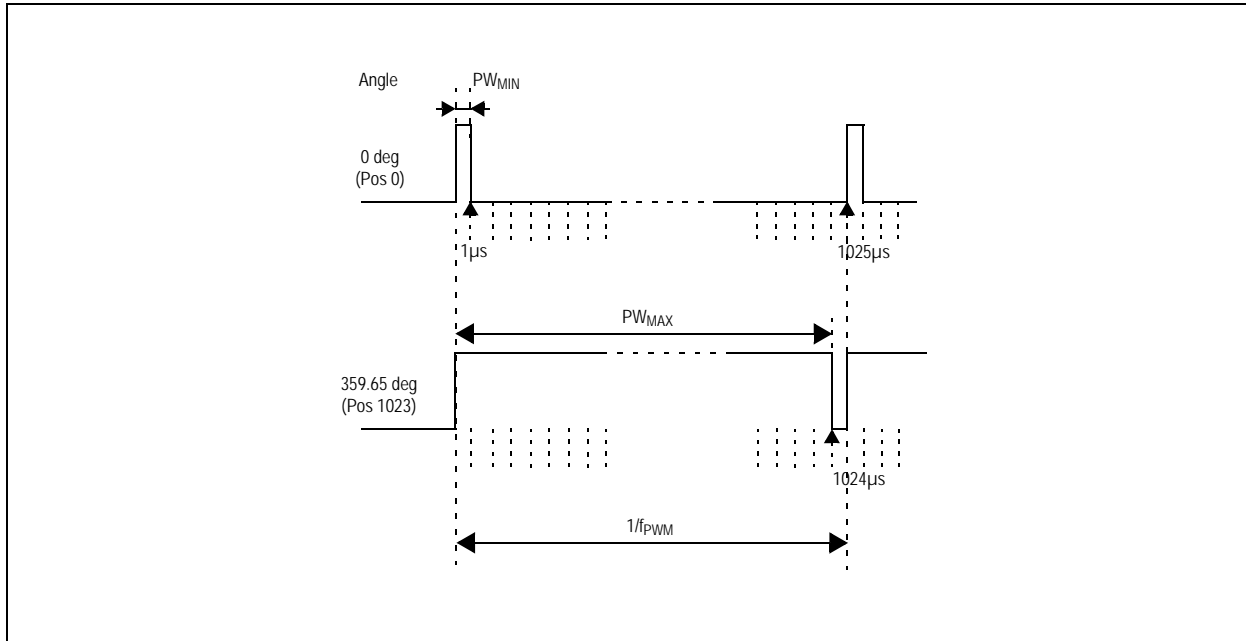 Angle
PWMIN
0 deg
(Pos 0)
1µs
1025µs
PWMAX
359.65 deg
(Pos 1023)
1024µs
1/fPWM